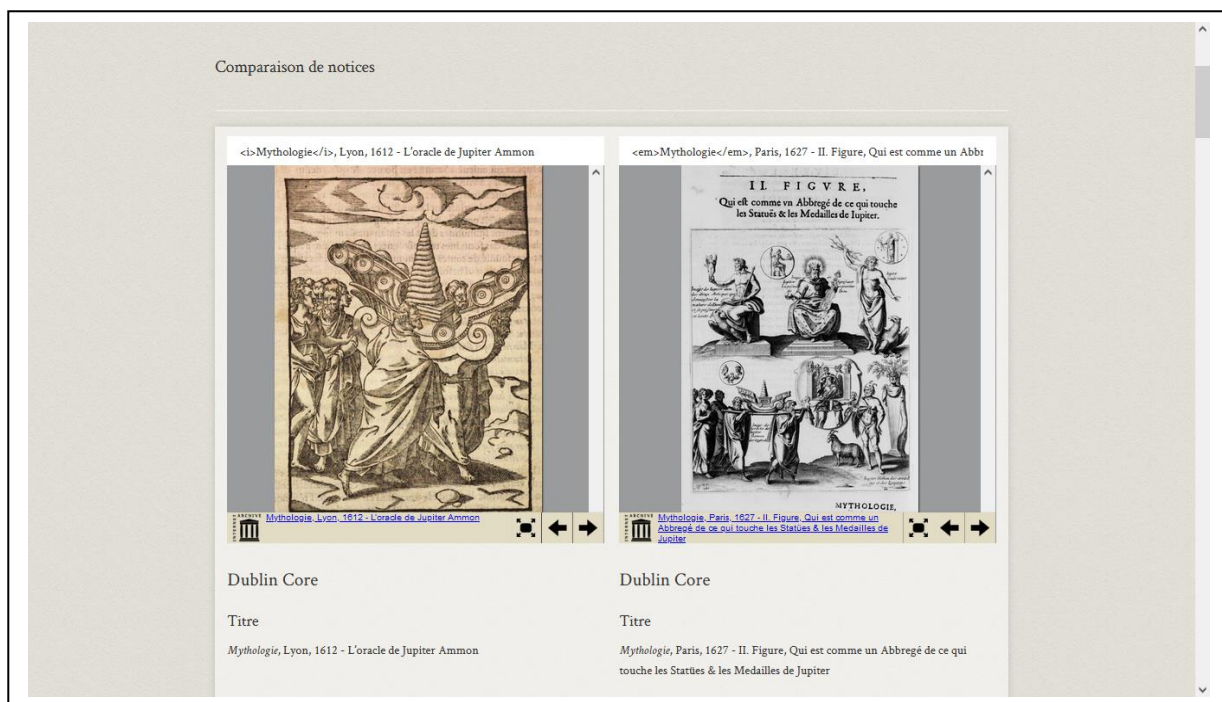 Comparaison de notices
<i>Mythologie</i>, Lyon, 1612 - L'oracle de Jupiter Ammon
<em>Mythologie</em>, Paris, 1627 - II. Figure, Qui est comme un Abbr
II. FIGVRE,
Qui est comme vn Abbregé de ce qui touche
les Statuës & les Medailles de Iupiter.
MYTHOLOGIE,
INTERNET ARCHIVE
Mythologie, Lyon, 1612 - L'oracle de Jupiter Ammon
INTERNET ARCHIVE
Mythologie, Paris, 1627 - II. Figure, Qui est comme un
Abbregé de ce qui touche les Statües & les Medailles de
Jupiter
Dublin Core
Titre
Mythologie, Lyon, 1612 - L'oracle de Jupiter Ammon
Dublin Core
Titre
Mythologie, Paris, 1627 - II. Figure, Qui est comme un Abbregé de ce qui
touche les Statües & les Medailles de Jupiter